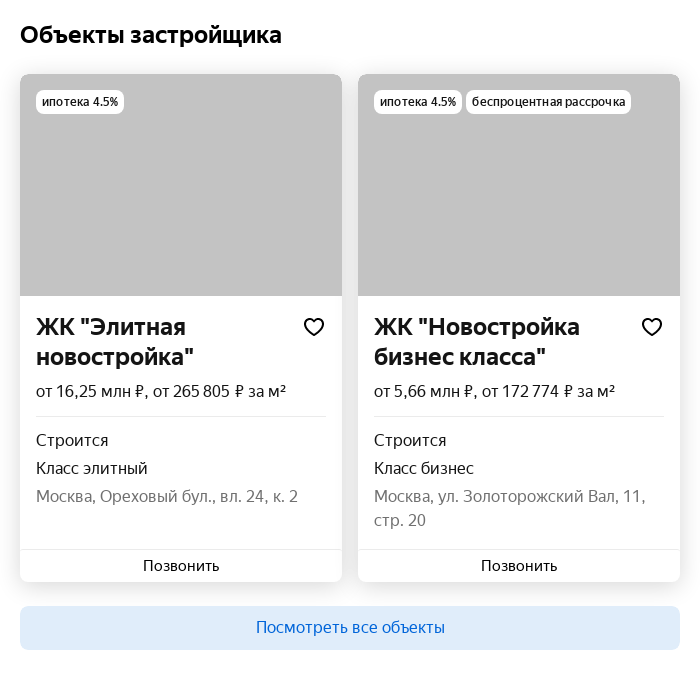 Объекты застройщика
ипотека 4.5%
ЖК "Элитная
новостройка"
от 16,25 млн ₽, от 265 805 ₽ за м²
Строится
Класс элитный
Москва, Ореховый бул., вл. 24, к. 2
Позвонить
ипотека 4.5% беспроцентная рассрочка
ЖК "Новостройка
бизнес класса"
от 5,66 млн ₽, от 172 774 ₽ за м²
Строится
Класс бизнес
Москва, ул. Золоторожский Вал, 11,
стр. 20
Позвонить
Посмотреть все объекты